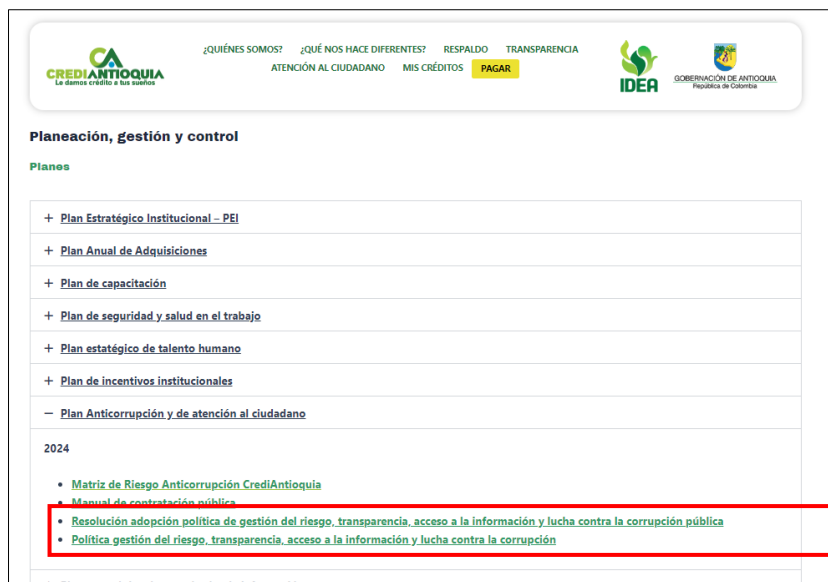 ¿QUIÉNES SOMOS? ¿QUÉ NOS HACE DIFERENTES? RESPALDO TRANSPARENCIA
ATENCIÓN AL CIUDADANO MIS CRÉDITOS PAGAR
CA
CREDIANTIOQUIA
Le damos crédito a tus sueños
IDEA
GOBERNACIÓN DE ANTIOQUIA
República de Colombia
Planeación, gestión y control
Planes
+ Plan Estratégico Institucional – PEI
+ Plan Anual de Adquisiciones
+ Plan de capacitación
+ Plan de seguridad y salud en el trabajo
+ Plan estatégico de talento humano
+ Plan de incentivos institucionales
− Plan Anticorrupción y de atención al ciudadano
2024
• Matriz de Riesgo Anticorrupción CrediAntioquia
• Manual de contratación pública
• Resolución adopción política de gestión del riesgo, transparencia, acceso a la información y lucha contra la corrupción pública
• Política gestión del riesgo, transparencia, acceso a la información y lucha contra la corrupción